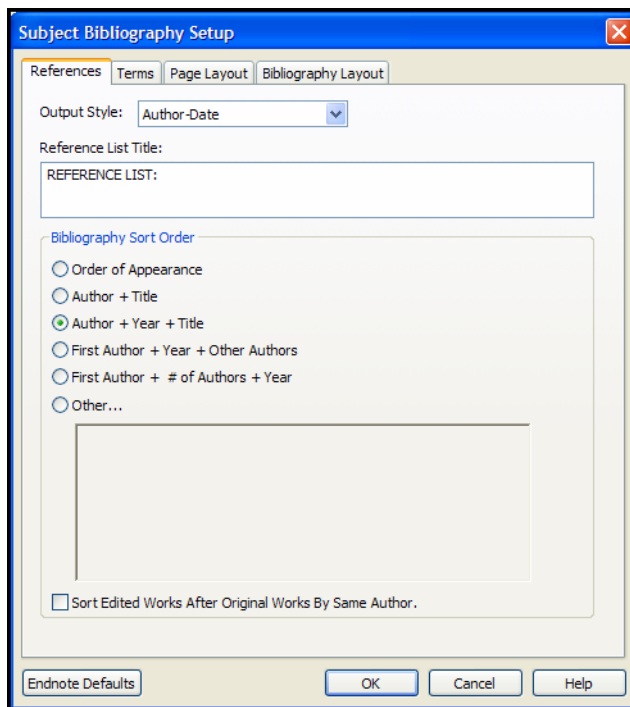 Subject Bibliography Setup
References Terms Page Layout Bibliography Layout
Output Style: Author-Date
Reference List Title:
REFERENCE LIST:
Bibliography Sort Order
Order of Appearance
Author + Title
Author + Year + Title
First Author + Year + Other Authors
First Author + # of Authors + Year
Other...
Sort Edited Works After Original Works By Same Author.
Endnote Defaults OK Cancel Help